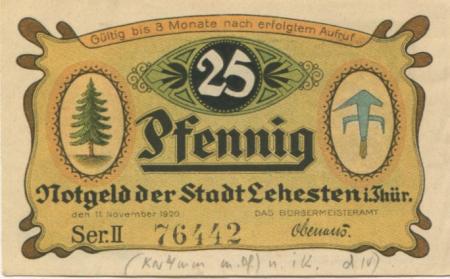 Gültig bis 3 Monate nach erfolgtem Aufruf.
25
Pfennig
Notgeld der Stadt Lehesten i. Thür.
den 11. November 1920. DAS BÜRGERMEISTERAMT
Ser. II 76442 Obenaus.